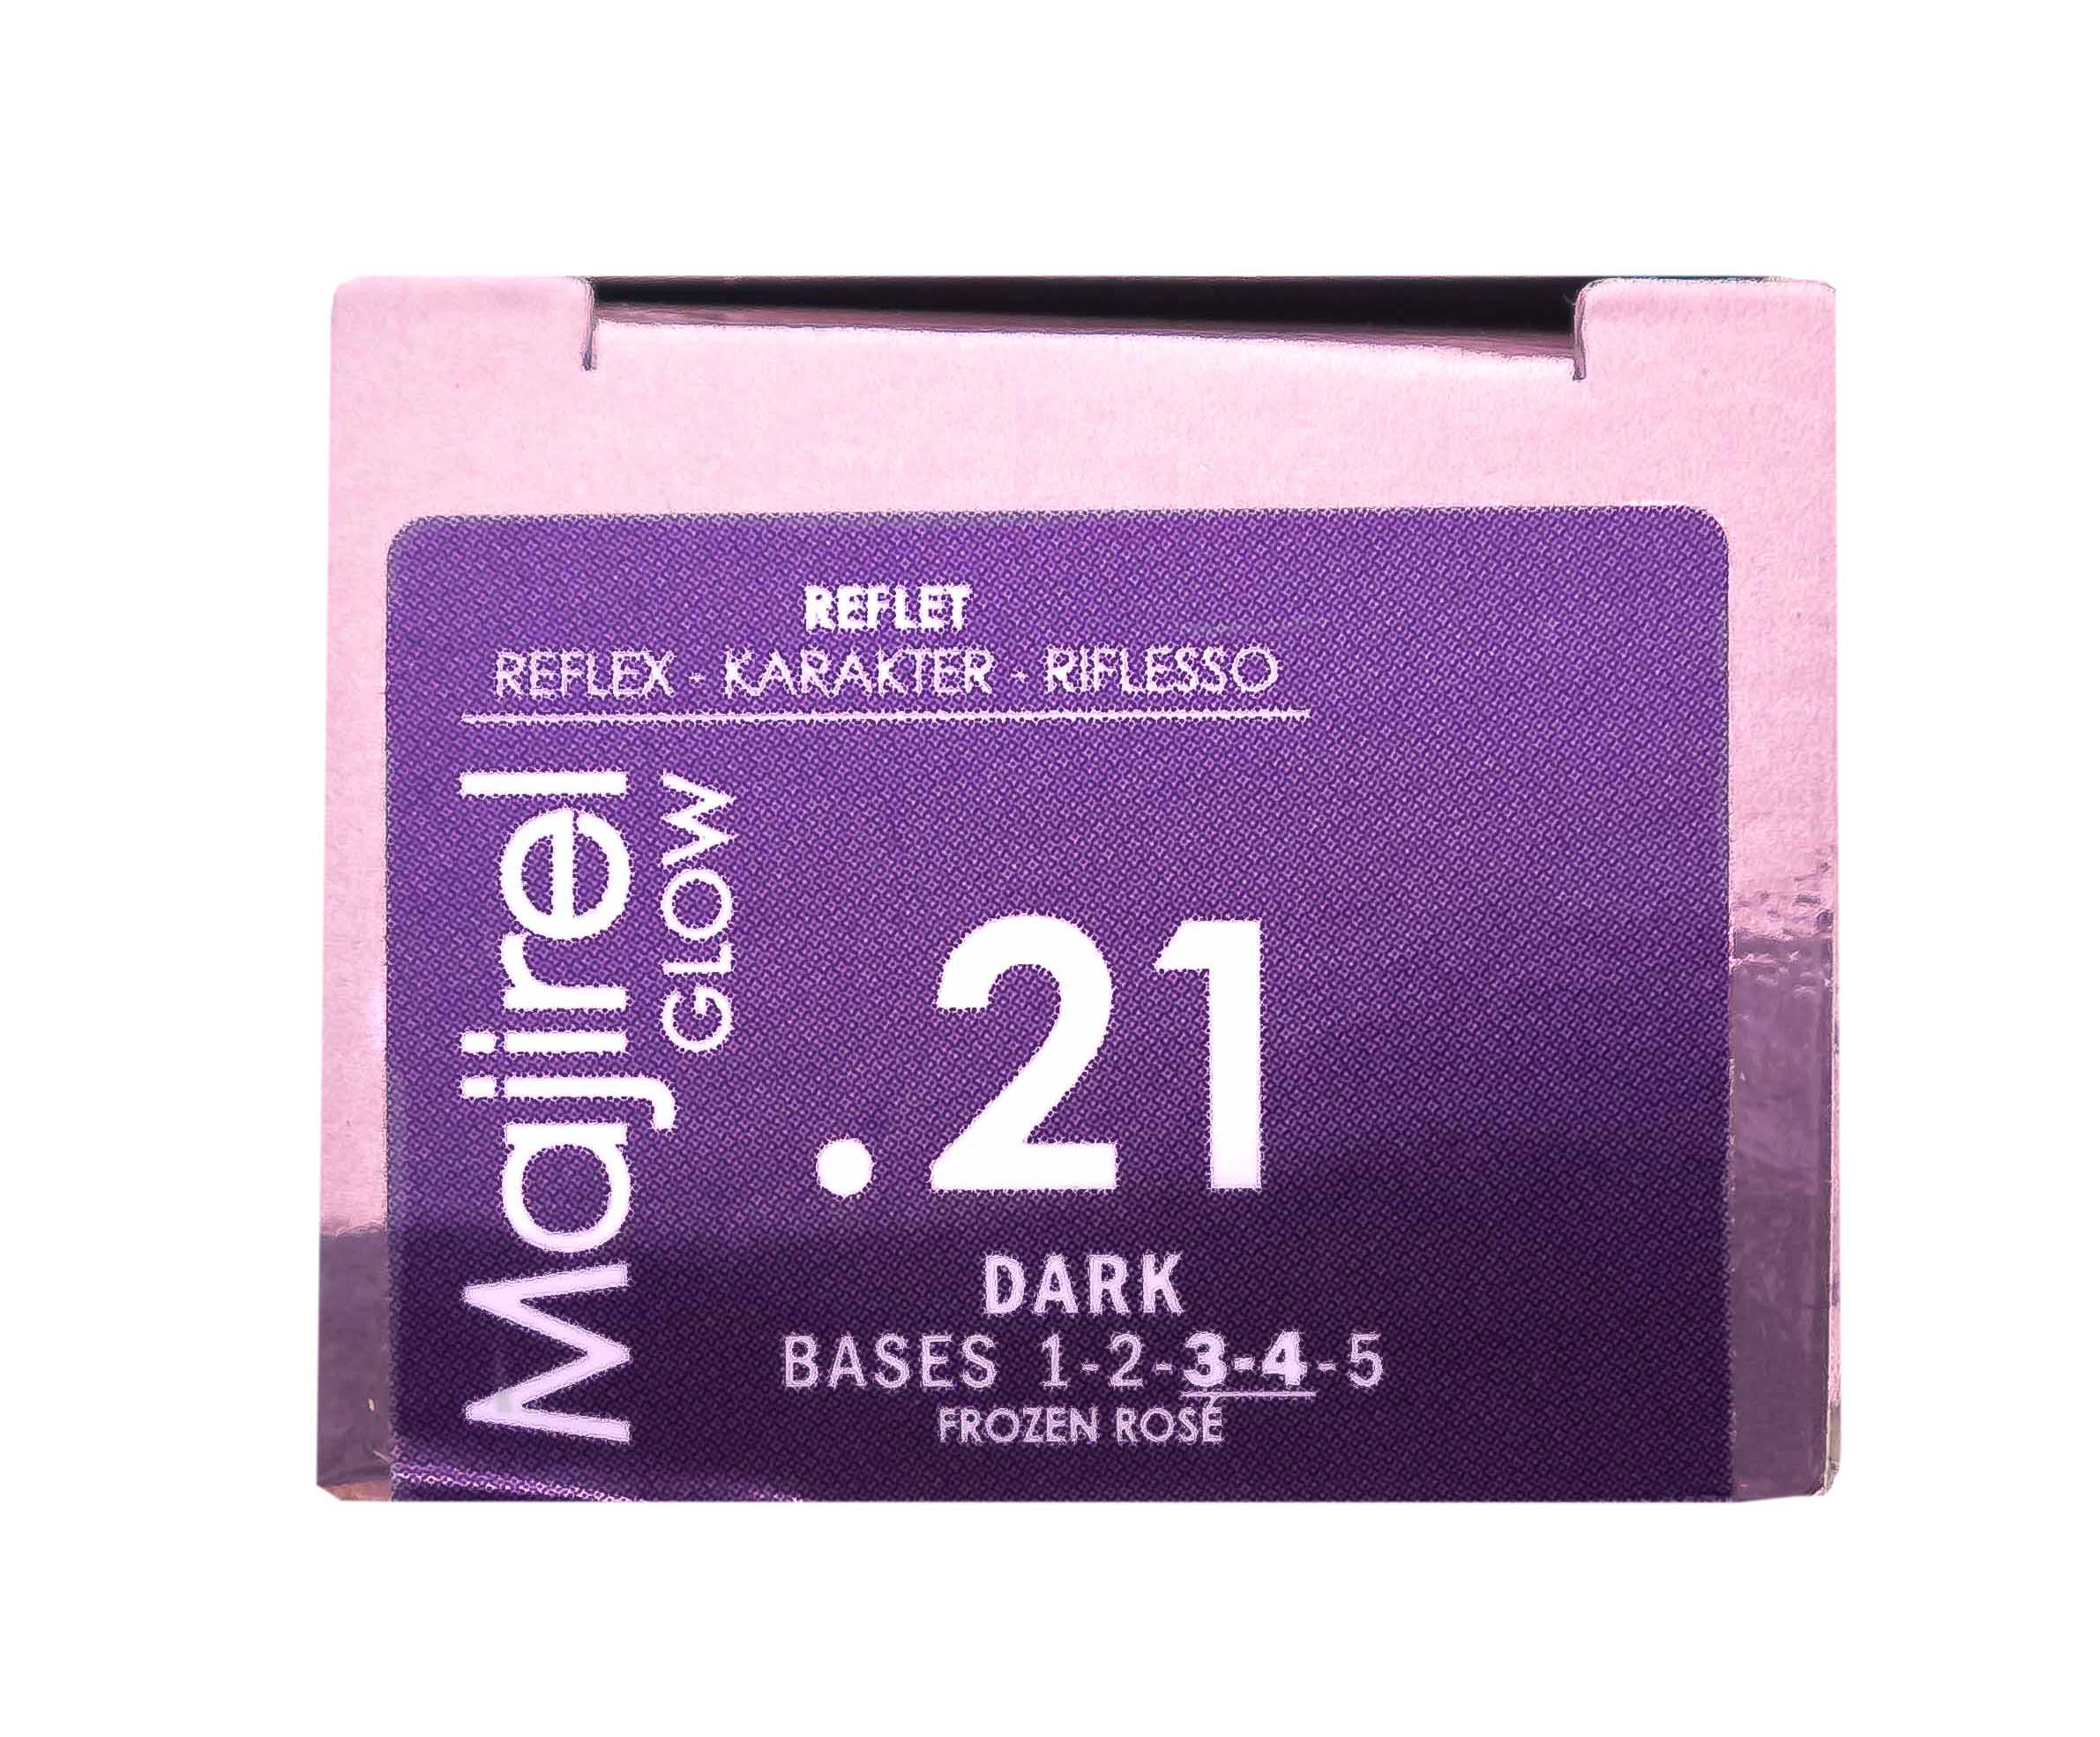 REFLET
REFLEX - KARAKTER - RIFLESSO
Majirel
GLOW
.21
DARK
BASES 1-2-3-4-5
FROZEN ROSÉ